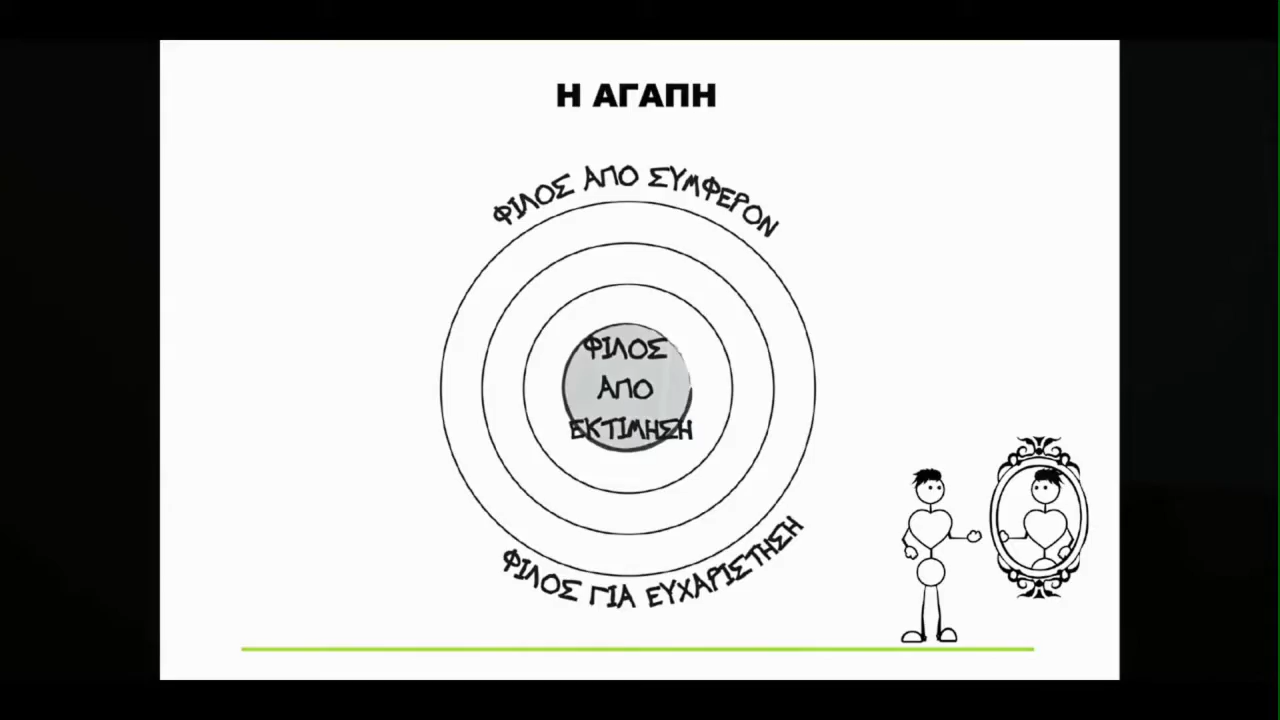 Η ΑΓΑΠΗ
ΦΙΛΟΣ ΑΠΟ ΣΥΜΦΕΡΟΝ
ΦΙΛΟΣ
ΑΠΟ
ΕΚΤΙΜΗΣΗ
ΦΙΛΟΣ ΓΙΑ ΕΥΧΑΡΙΣΤΗΣΗ